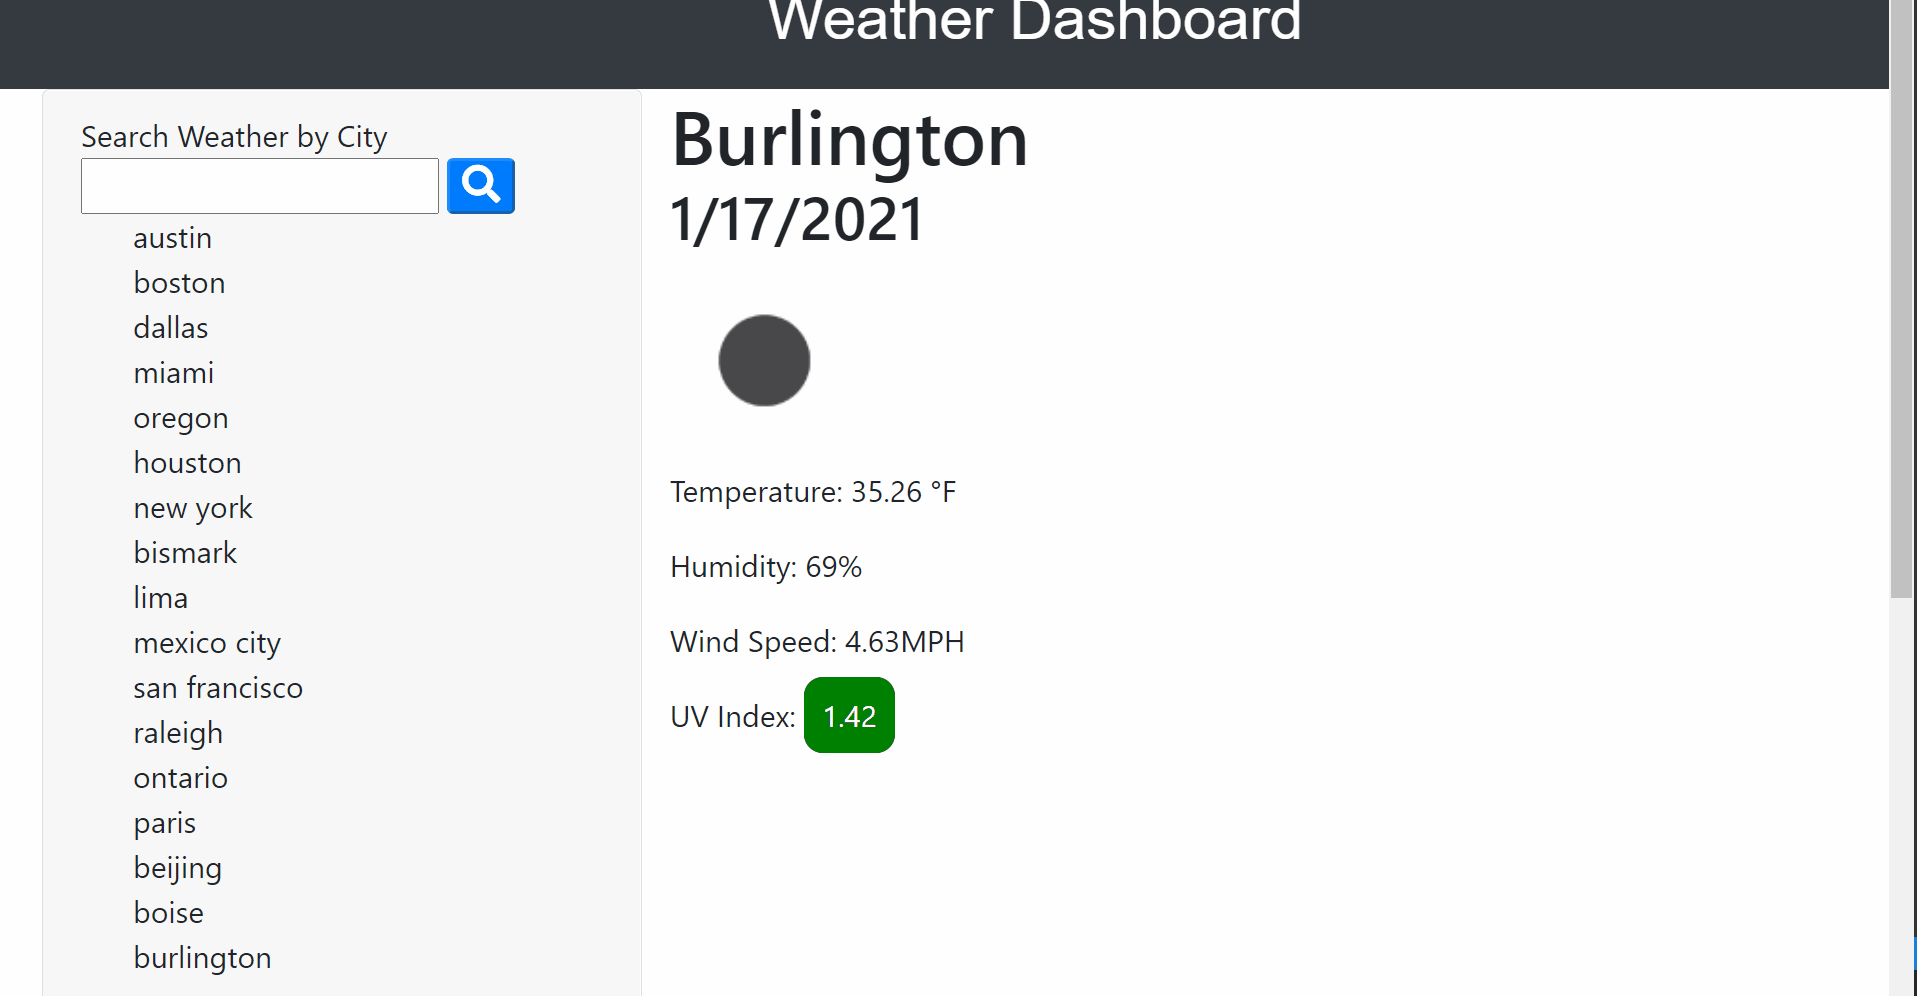 Weather Dashboard
Search Weather by City
austin
boston
dallas
miami
oregon
houston
new york
bismark
lima
mexico city
san francisco
raleigh
ontario
paris
beijing
boise
burlington
Burlington
1/17/2021
Temperature: 35.26 °F
Humidity: 69%
Wind Speed: 4.63MPH
UV Index: 1.42